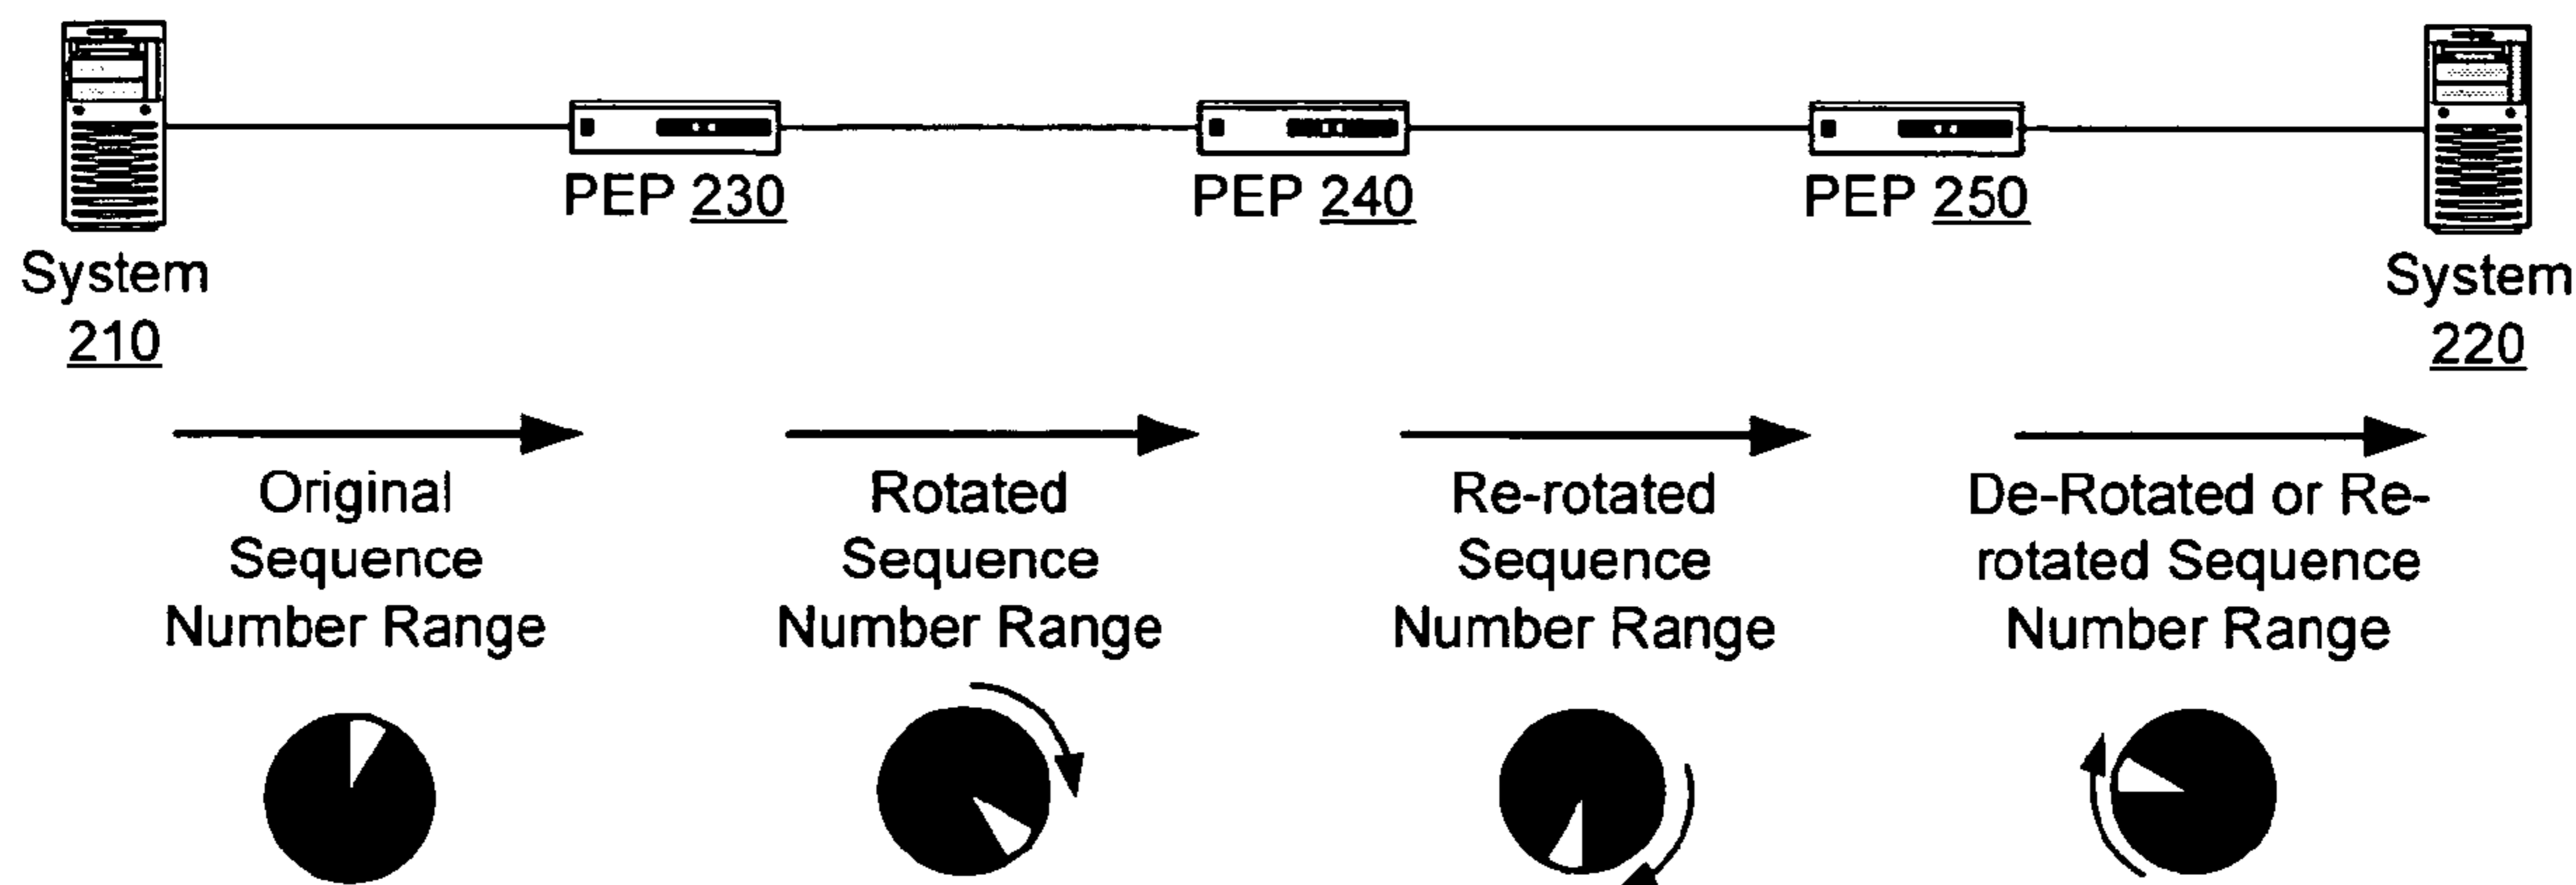 PEP 230
PEP 240
PEP 250
System
210
System
220
Original
Sequence
Number Range
Rotated
Sequence
Number Range
Re-rotated
Sequence
Number Range
De-Rotated or Re-
rotated Sequence
Number Range